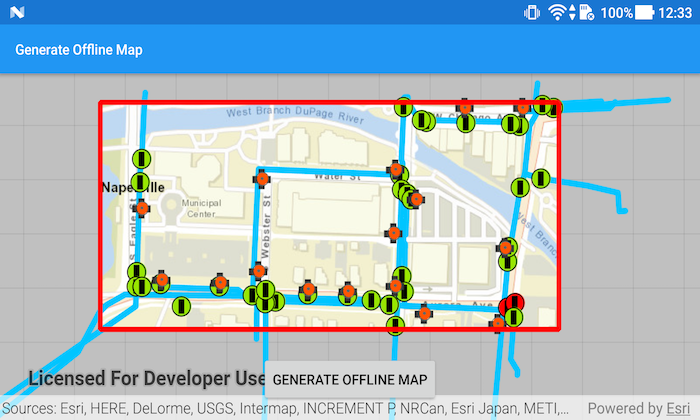 N 100% 12:33
Generate Offline Map
West Branch DuPage River
W. Chicago Ave
Water St
Municipal
Center
S. Eagle St
Webster St
West Branch Du
Licensed For Developer Use
GENERATE OFFLINE MAP
Sources: Esri, HERE, DeLorme, USGS, Intermap, INCREMENT P, NRCan, Esri Japan, METI,...
Powered by Esri